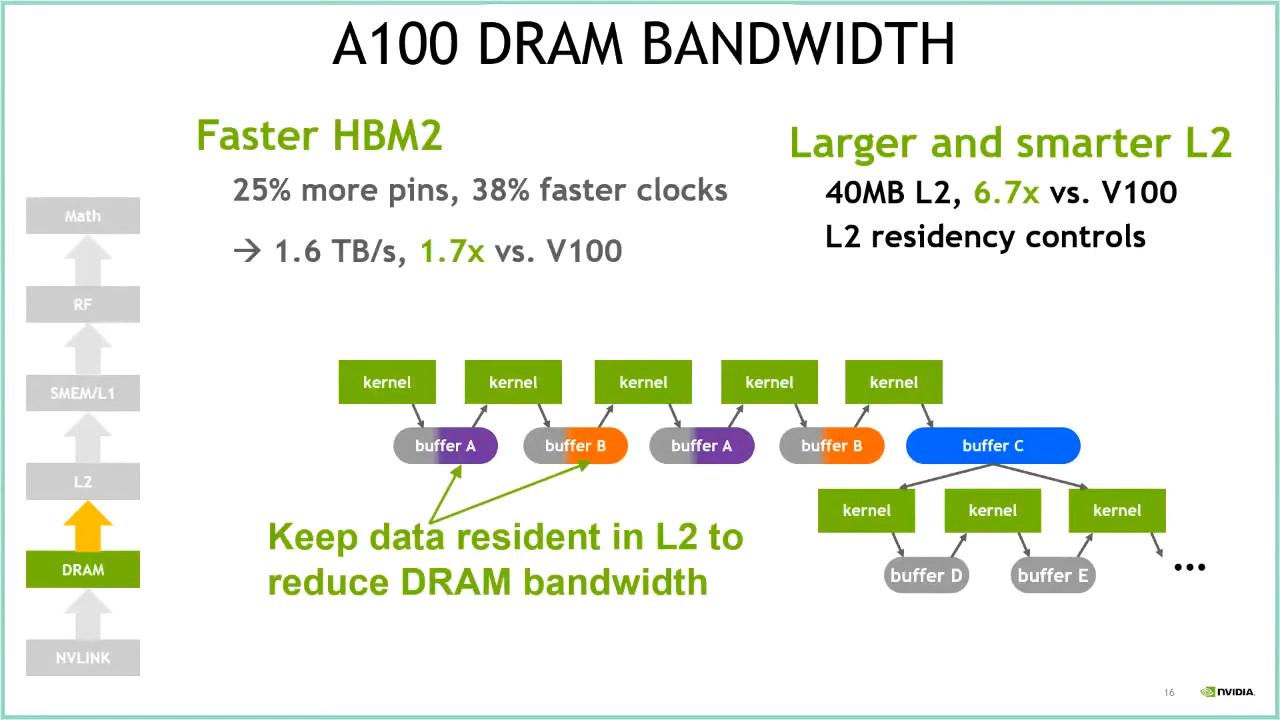 A100 DRAM BANDWIDTH
Faster HBM2
25% more pins, 38% faster clocks
→ 1.6 TB/s, 1.7x vs. V100
Larger and smarter L2
40MB L2, 6.7x vs. V100
L2 residency controls
Math
RF
SMEM/L1
L2
DRAM
NVLINK
kernel kernel kernel kernel kernel
buffer A buffer B buffer A buffer B buffer C
kernel kernel kernel
buffer D buffer E ...
Keep data resident in L2 to
reduce DRAM bandwidth
16 NVIDIA.